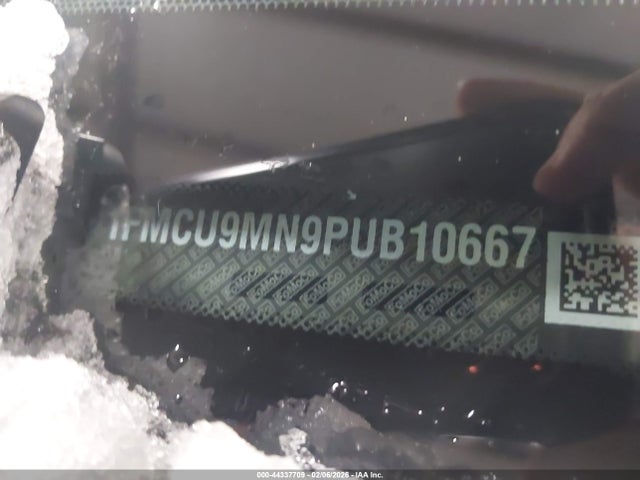 1FMCU9MN9PUB10667
000-44337709 - 02/06/2026 - IAA Inc.